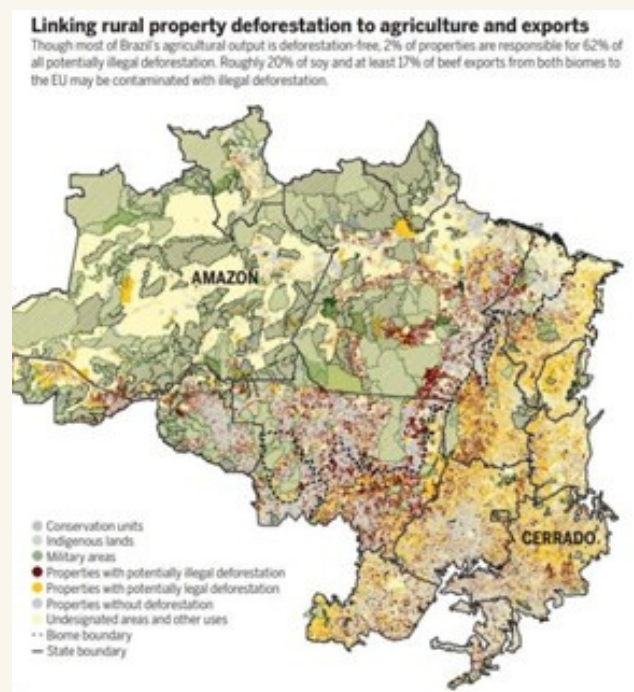 Linking rural property deforestation to agriculture and exports
Though most of Brazil's agricultural output is deforestation-free, 2% of properties are responsible for 62% of
all potentially illegal deforestation. Roughly 20% of soy and at least 17% of beef exports from both biomes to
the EU may be contaminated with illegal deforestation.
AMAZON
CERRADO
Conservation units
Indigenous lands
Military areas
Properties with potentially illegal deforestation
Properties with potentially legal deforestation
Properties without deforestation
Undesignated areas and other uses
Biome boundary
State boundary